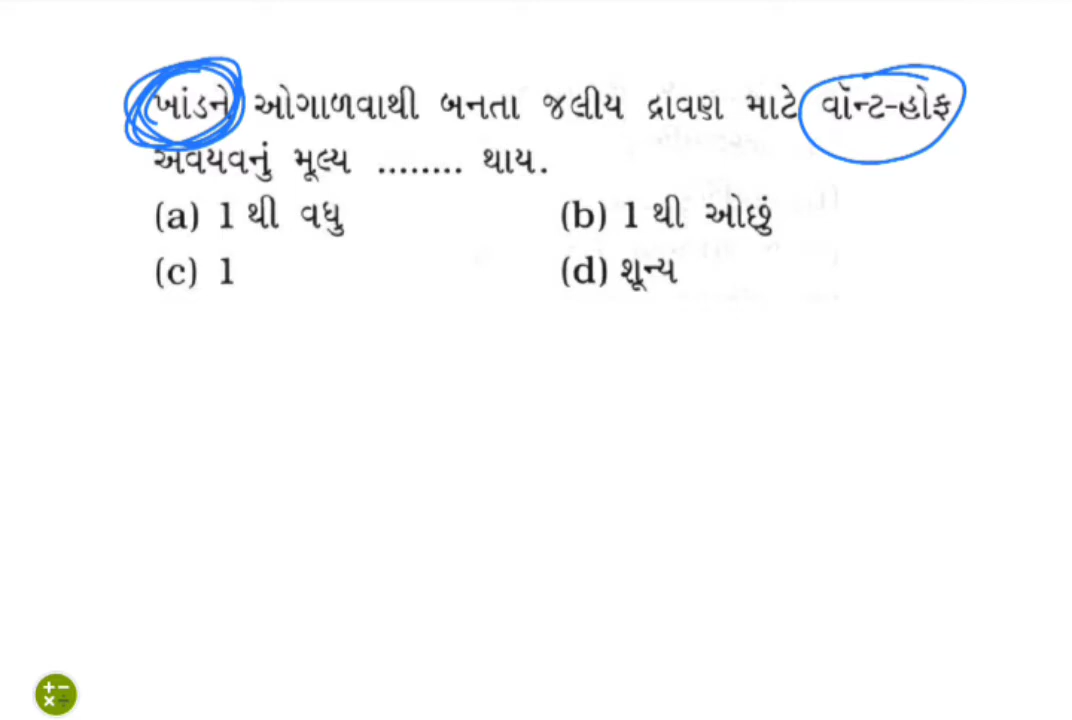 ખાંડને ઓગાળવાથી બનતા જલીય દ્રાવણ માટે વૉન્ટ-હોફ
અવયવનું મૂલ્ય ........ થાય.
(a) 1 થી વધુ (b) 1 થી ઓછું
(c) 1 (d) શૂન્ય